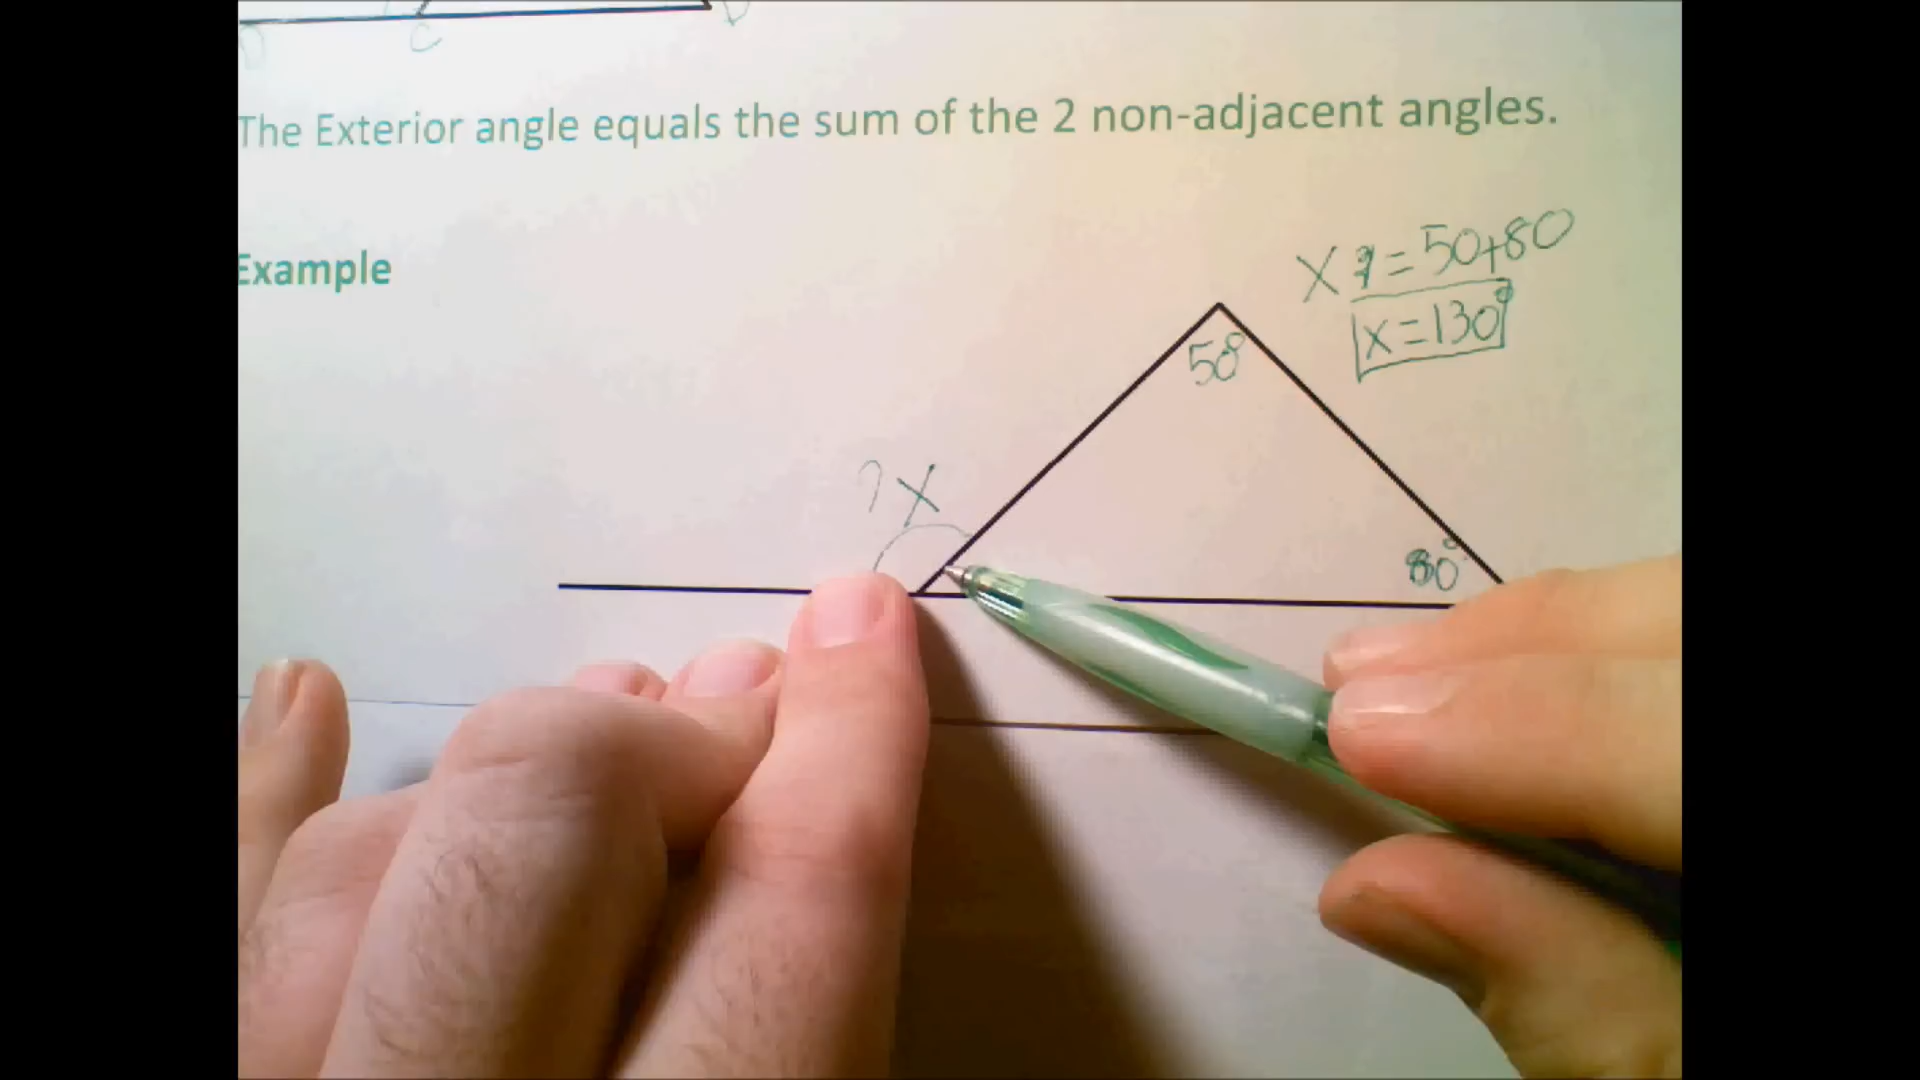 D C D
The Exterior angle equals the sum of the 2 non-adjacent angles.
Example
X = 50+80
x=130°
50°
? X
80°